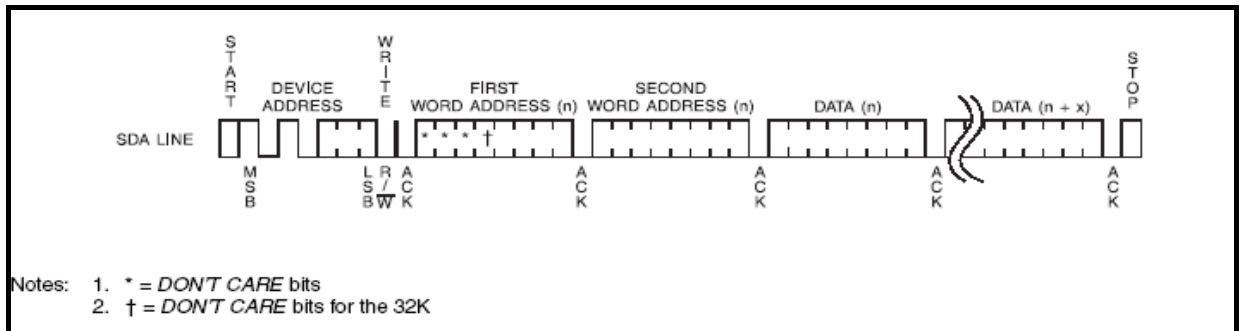 START
WRITE
STOP
DEVICE
ADDRESS
FIRST
WORD ADDRESS (n)
SECOND
WORD ADDRESS (n)
DATA (n)
DATA (n + x)
SDA LINE
* * * †
MSB
LSB
R/W
ACK
ACK
ACK
ACK
ACK
Notes: 1. * = DON'T CARE bits
2. † = DON'T CARE bits for the 32K